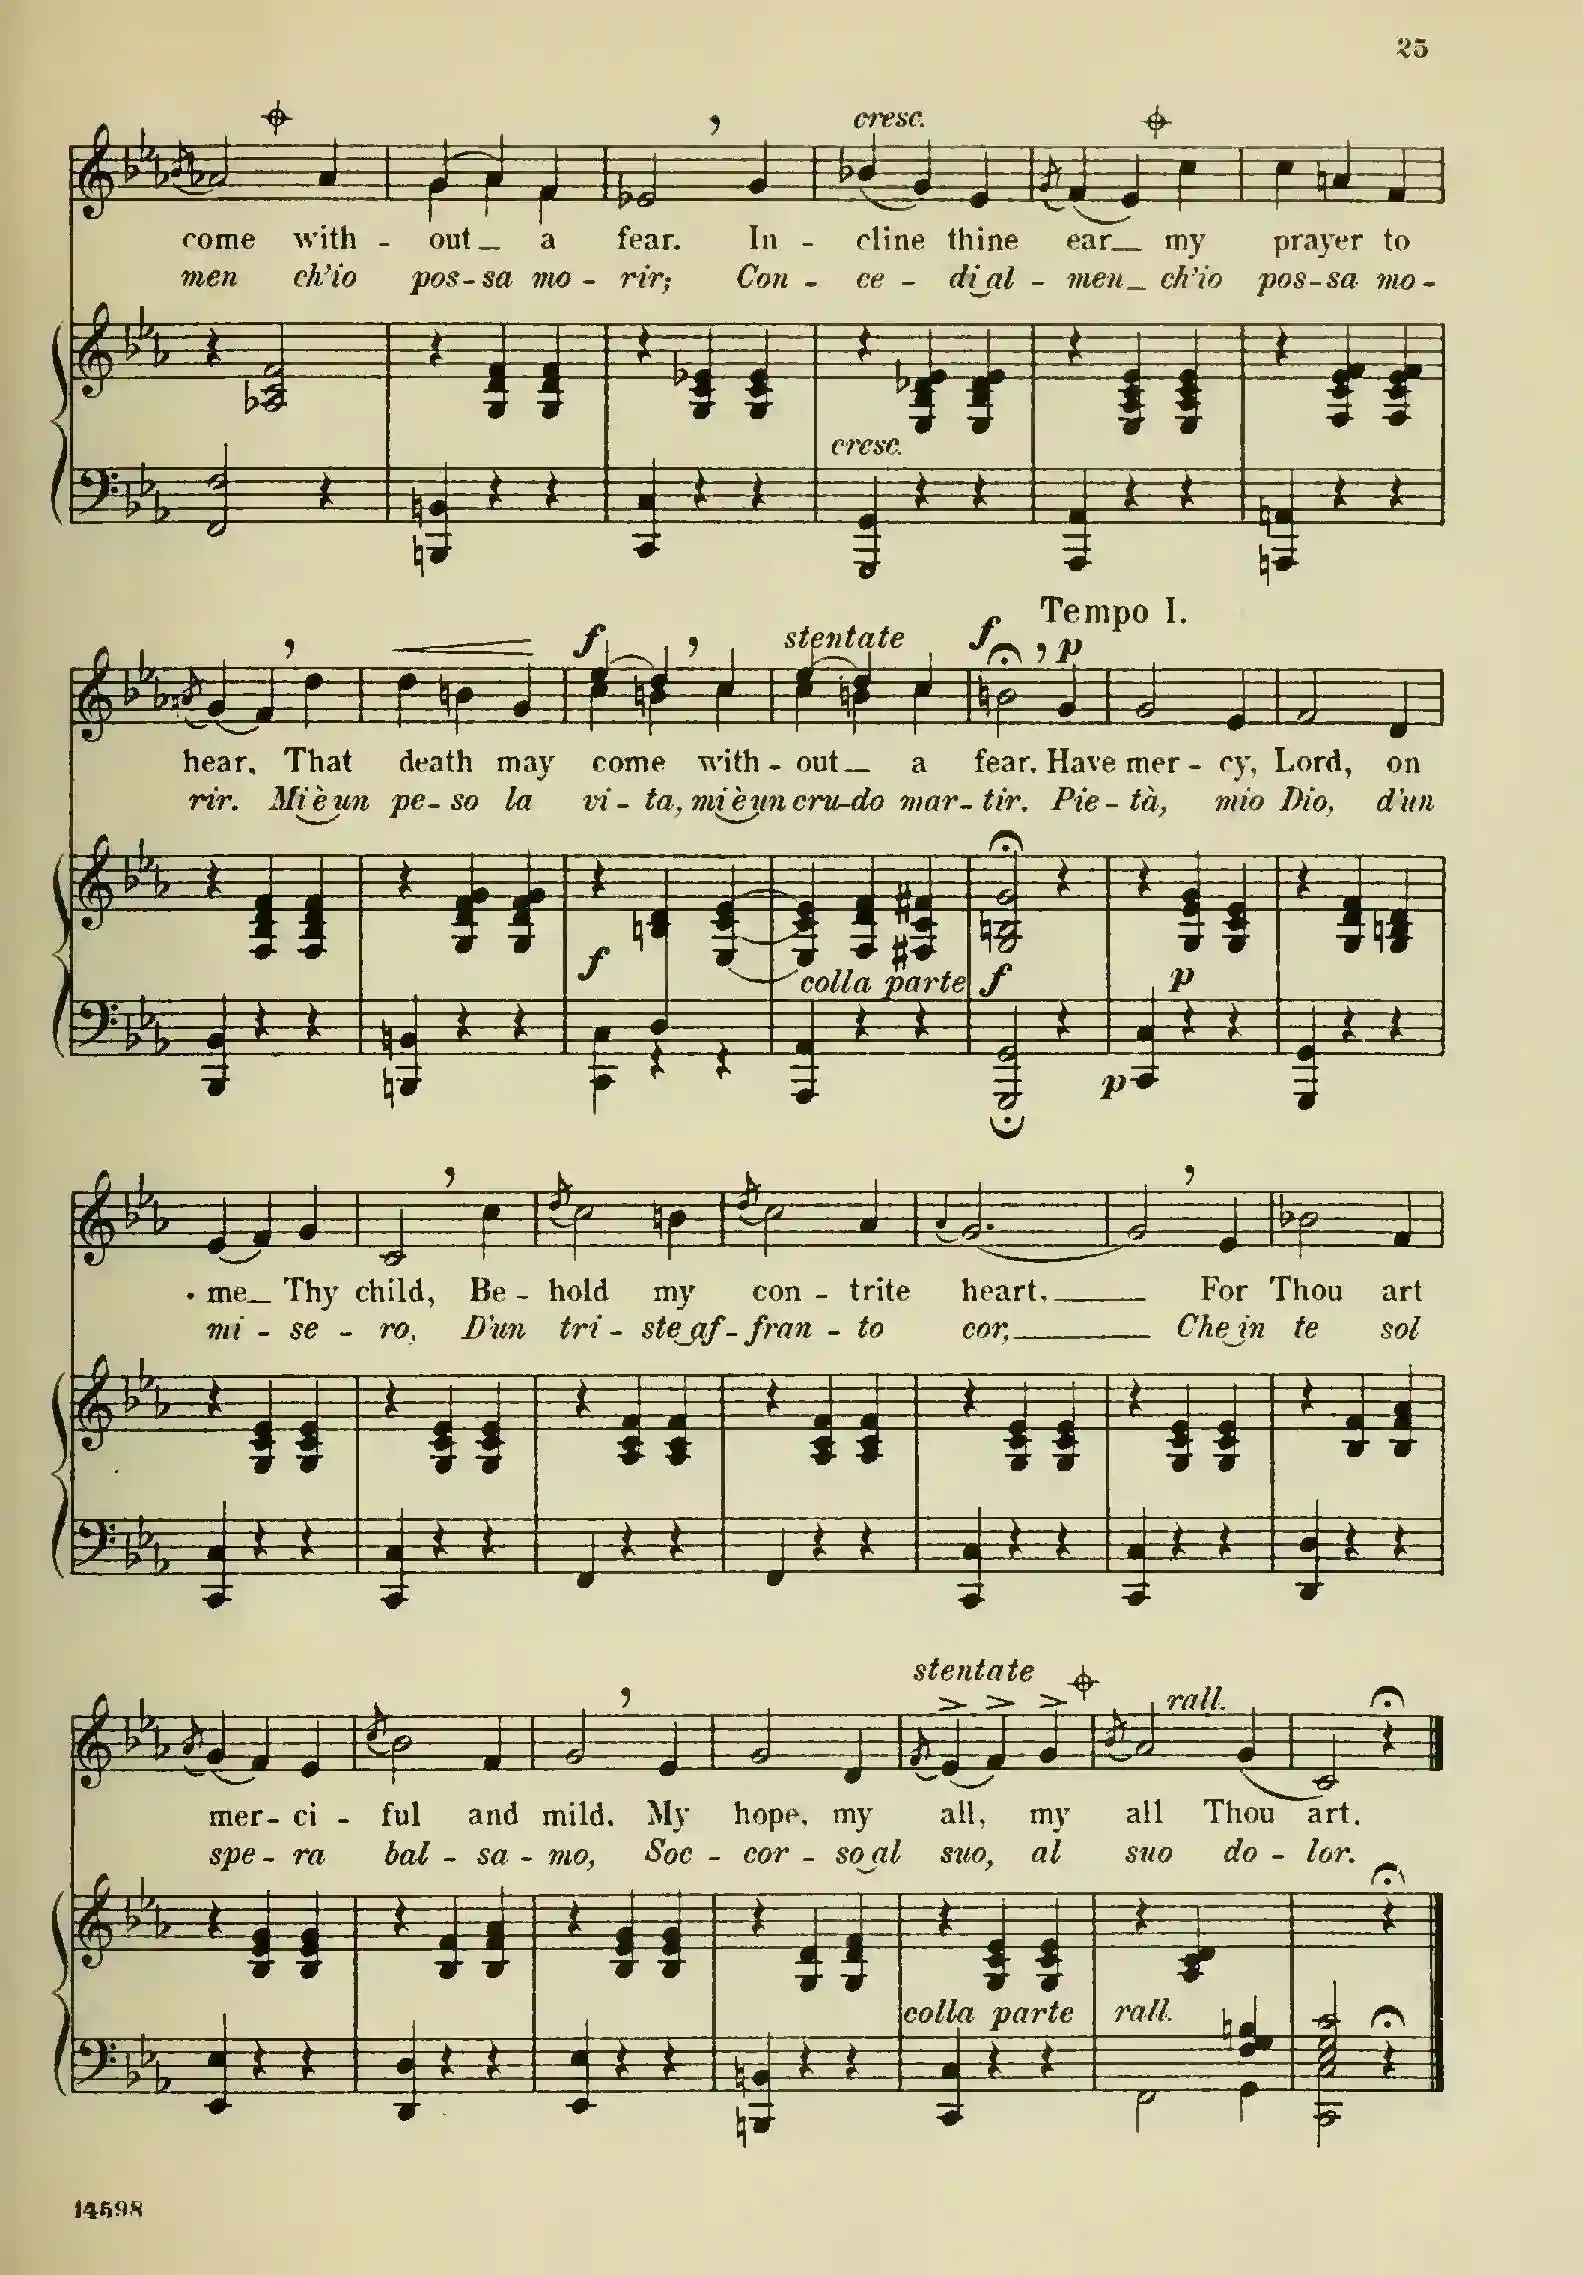 25
cresc.
come with - out_ a fear. In - cline thine ear_ my prayer to
men ch'io pos-sa mo - rir; Con - ce - di al - men_ ch'io pos-sa mo -
cresc.
Tempo I.
f stentate f p
hear. That death may come with - out_ a fear. Have mer - cy, Lord, on
rir. Mi è un pe - so la vi - ta, mi è un cru-do mar - tir. Pie - tà, mio Dio, d'un
f colla parte f p
p
me_ Thy child, Be - hold my con - trite heart. For Thou art
mi - se - ro, D'un tri - ste af - fran - to cor; Che in te sol
stentate
rall.
mer - ci - ful and mild. My hope, my all, my all Thou art.
spe - ra bal - sa - mo, Soc - cor - so al suo, al suo do - lor.
colla parte rall.
14598